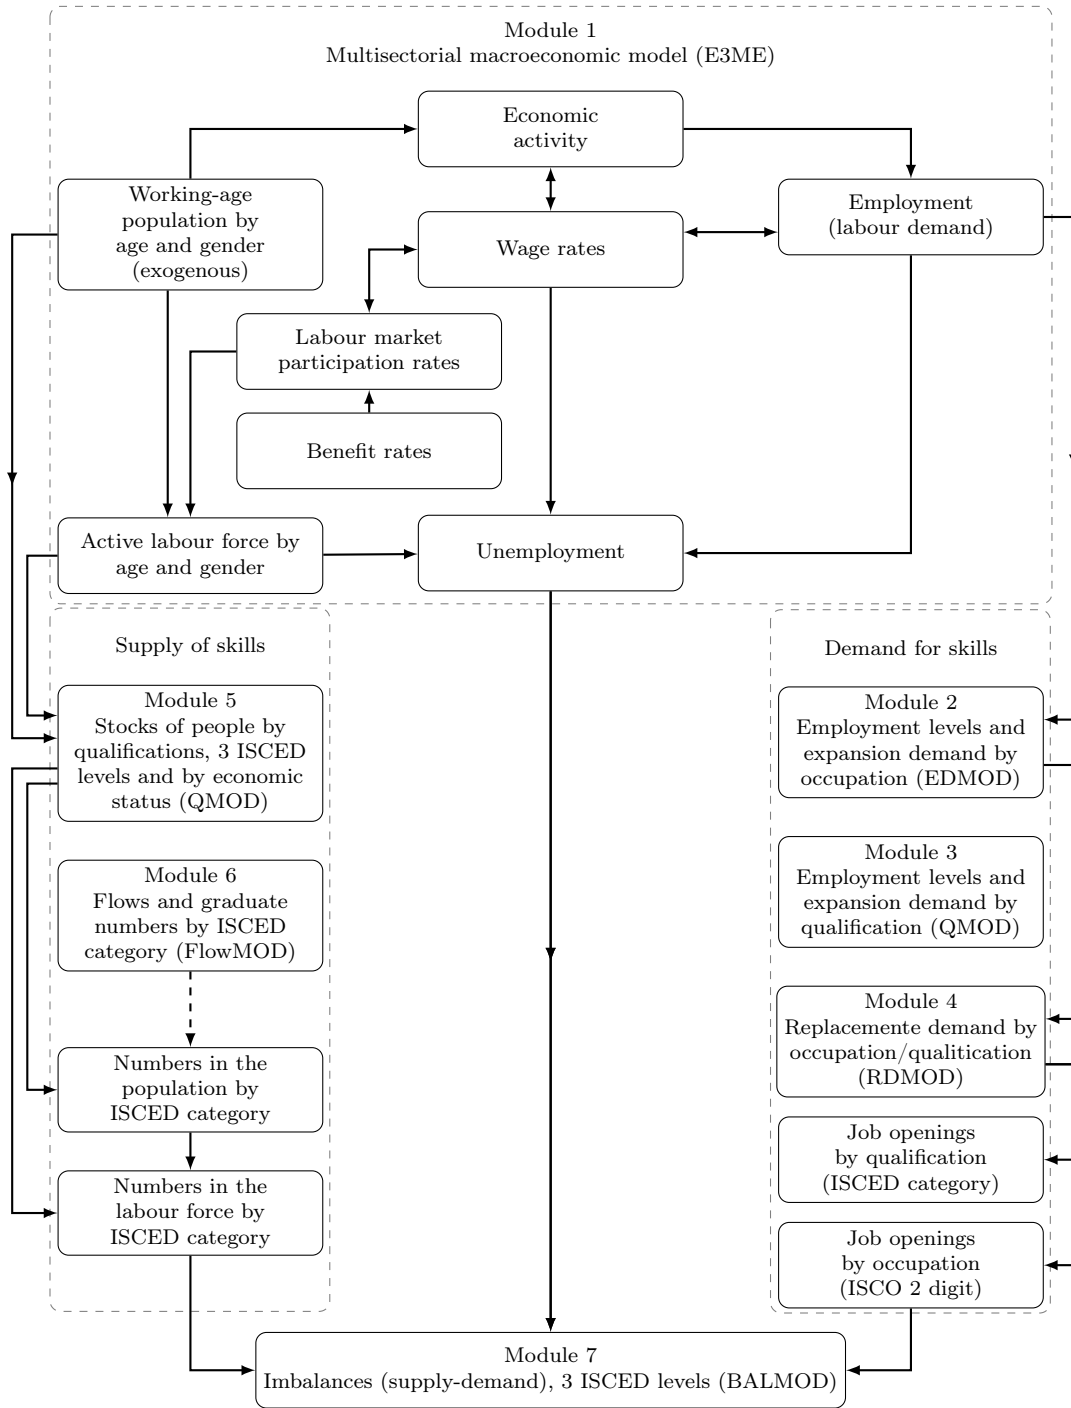 Module 1
Multisectorial macroeconomic model (E3ME)
Economic
activity
Working-age
population by
age and gender
(exogenous)
Employment
(labour demand)
Wage rates
Labour market
participation rates
Benefit rates
Active labour force by
age and gender
Unemployment
Supply of skills
Demand for skills
Module 5
Stocks of people by
qualifications, 3 ISCED
levels and by economic
status (QMOD)
Module 2
Employment levels and
expansion demand by
occupation (EDMOD)
Module 6
Flows and graduate
numbers by ISCED
category (FlowMOD)
Module 3
Employment levels and
expansion demand by
qualification (QMOD)
Module 4
Replacemente demand by
occupation/qualitication
(RDMOD)
Numbers in the
population by
ISCED category
Job openings
by qualification
(ISCED category)
Numbers in the
labour force by
ISCED category
Job openings
by occupation
(ISCO 2 digit)
Module 7
Imbalances (supply-demand), 3 ISCED levels (BALMOD)